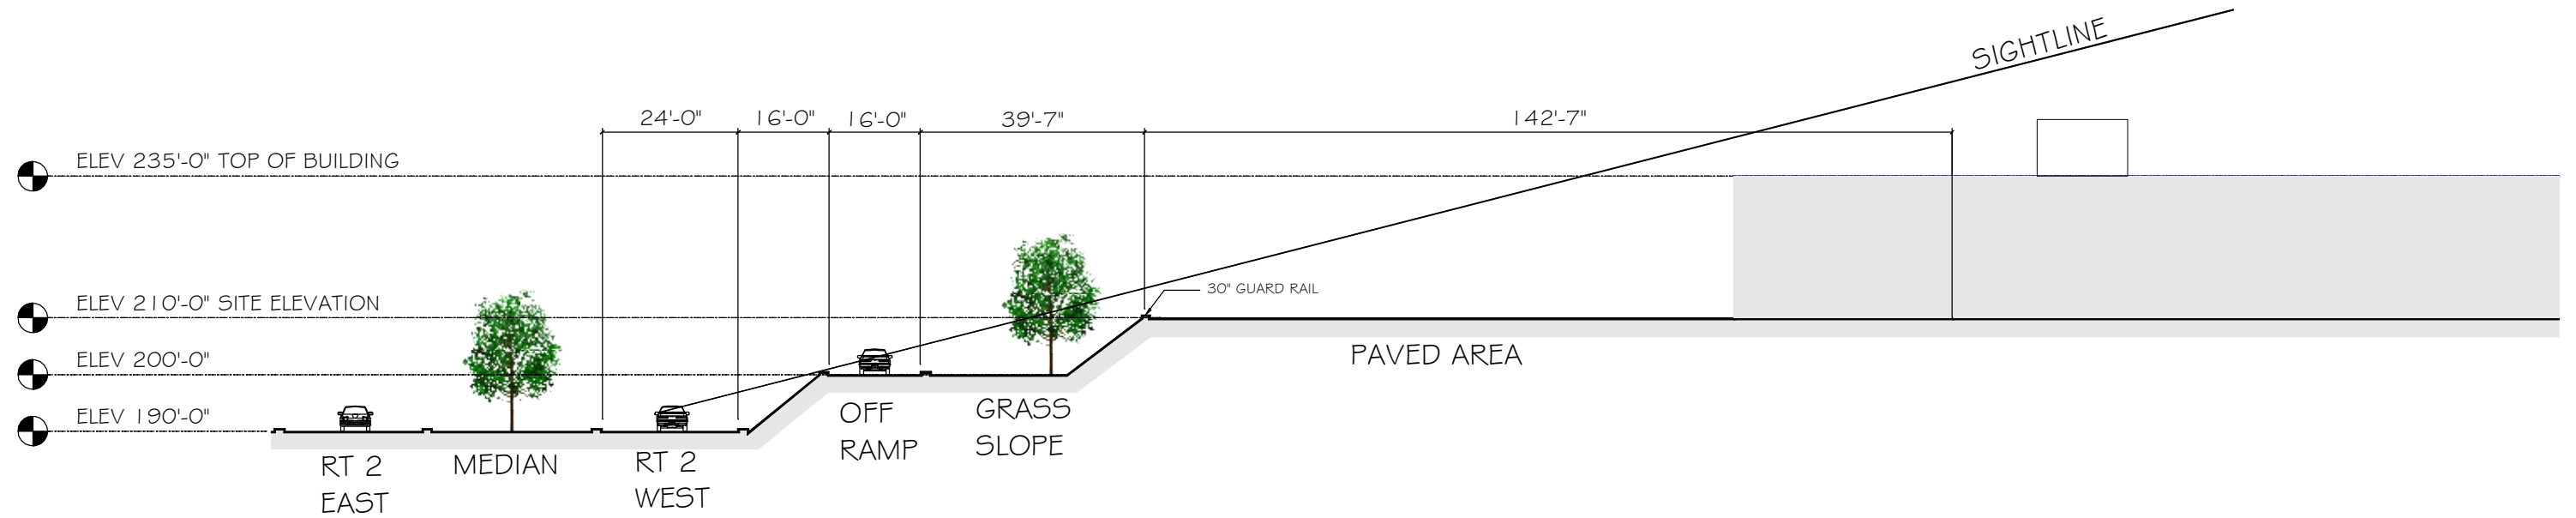 SIGHTLINE
24'-0"
16'-0"
16'-0"
39'-7"
142'-7"
ELEV 235'-0" TOP OF BUILDING
ELEV 210'-0" SITE ELEVATION
30" GUARD RAIL
ELEV 200'-0"
PAVED AREA
ELEV 190'-0"
OFF
RAMP
GRASS
SLOPE
RT 2
EAST
MEDIAN
RT 2
WEST